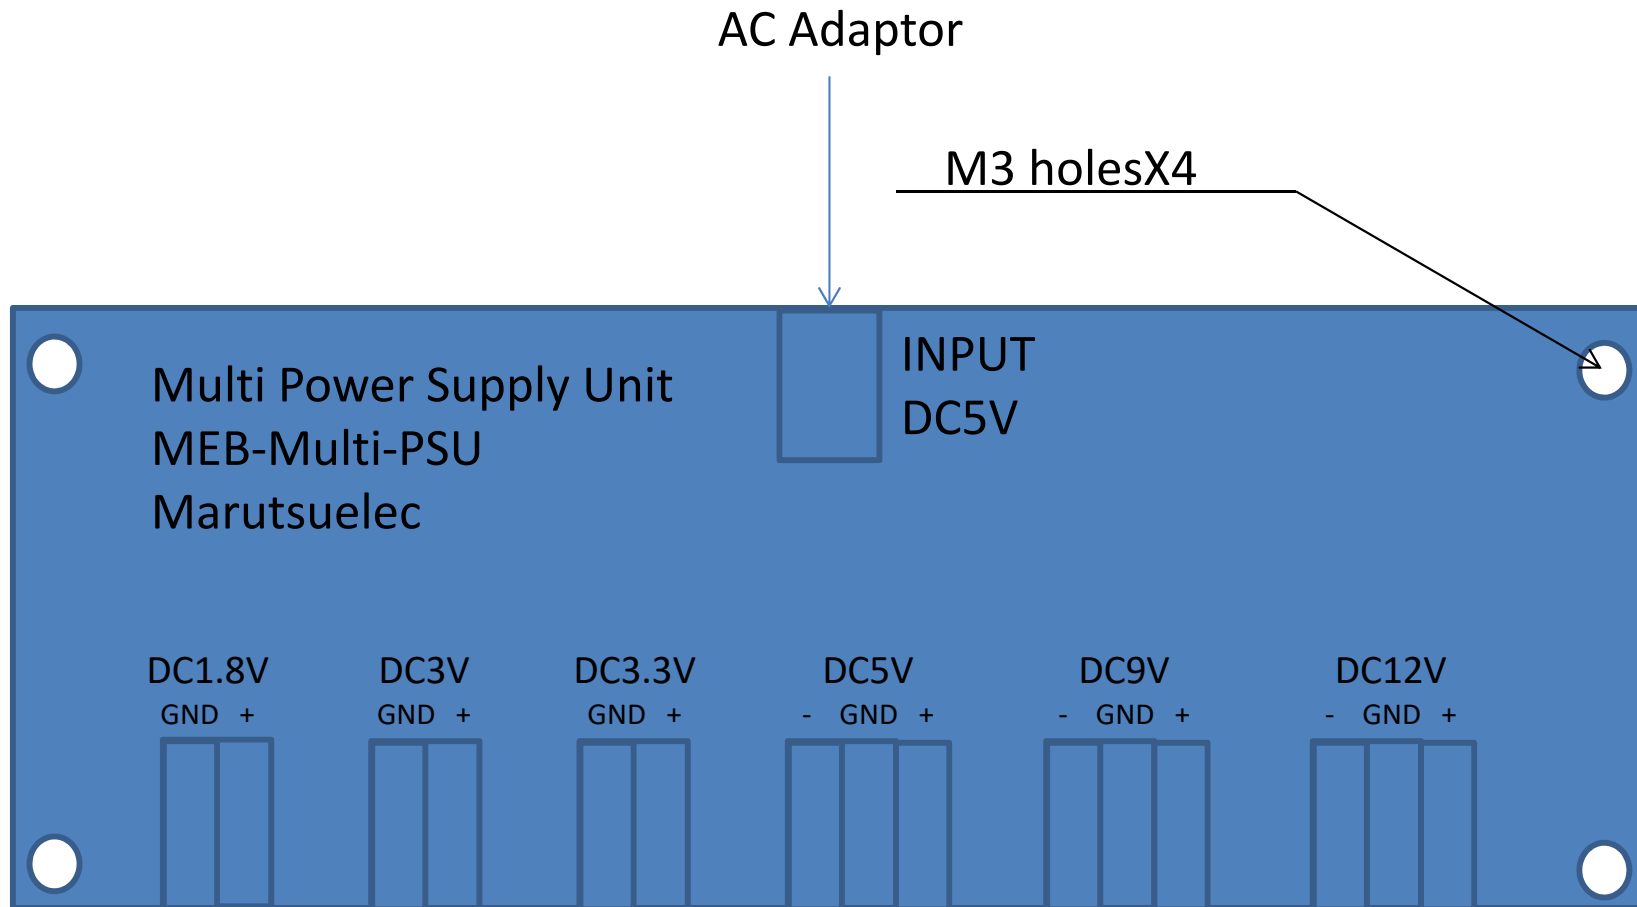 AC Adaptor
M3 holesX4
INPUT
DC5V
Multi Power Supply Unit
MEB-Multi-PSU
Marutsuelec
DC1.8V DC3V DC3.3V DC5V DC9V DC12V
GND + GND + GND + - GND + - GND + - GND +